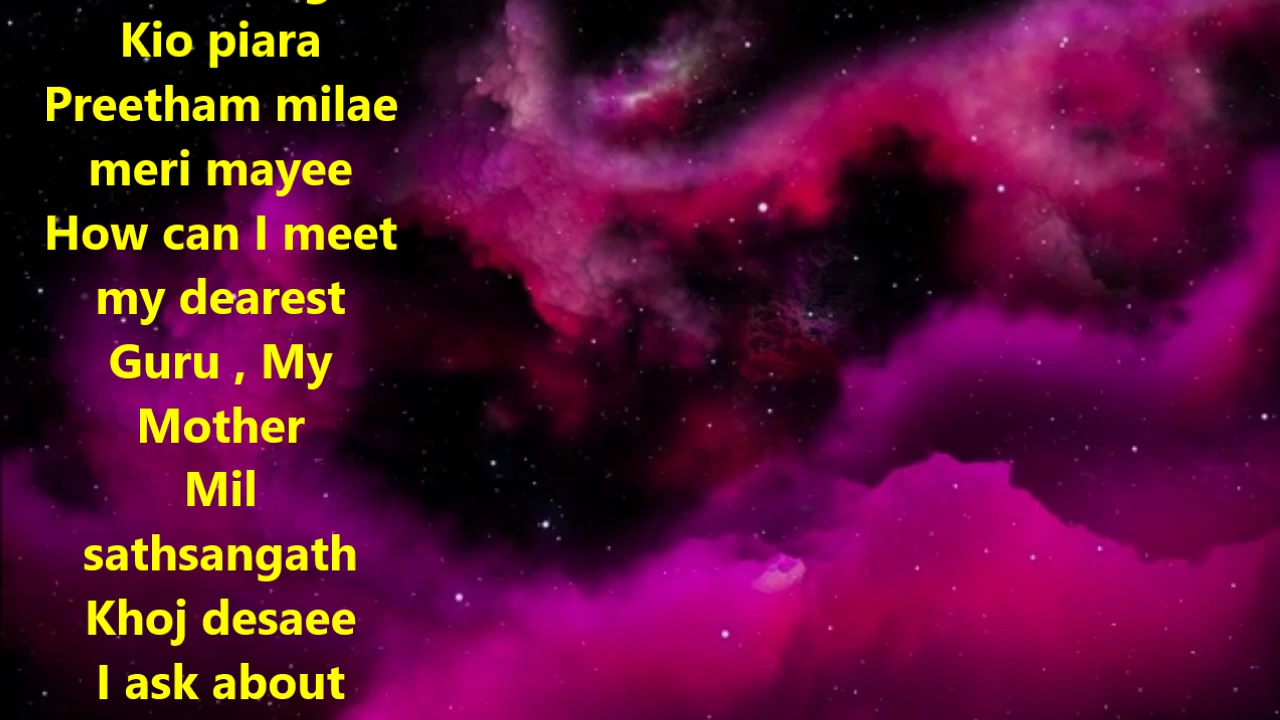 Kio piara
Preetham milae
meri mayee
How can I meet
my dearest
Guru , My
Mother
Mil
sathsangath
Khoj desaee
I ask about